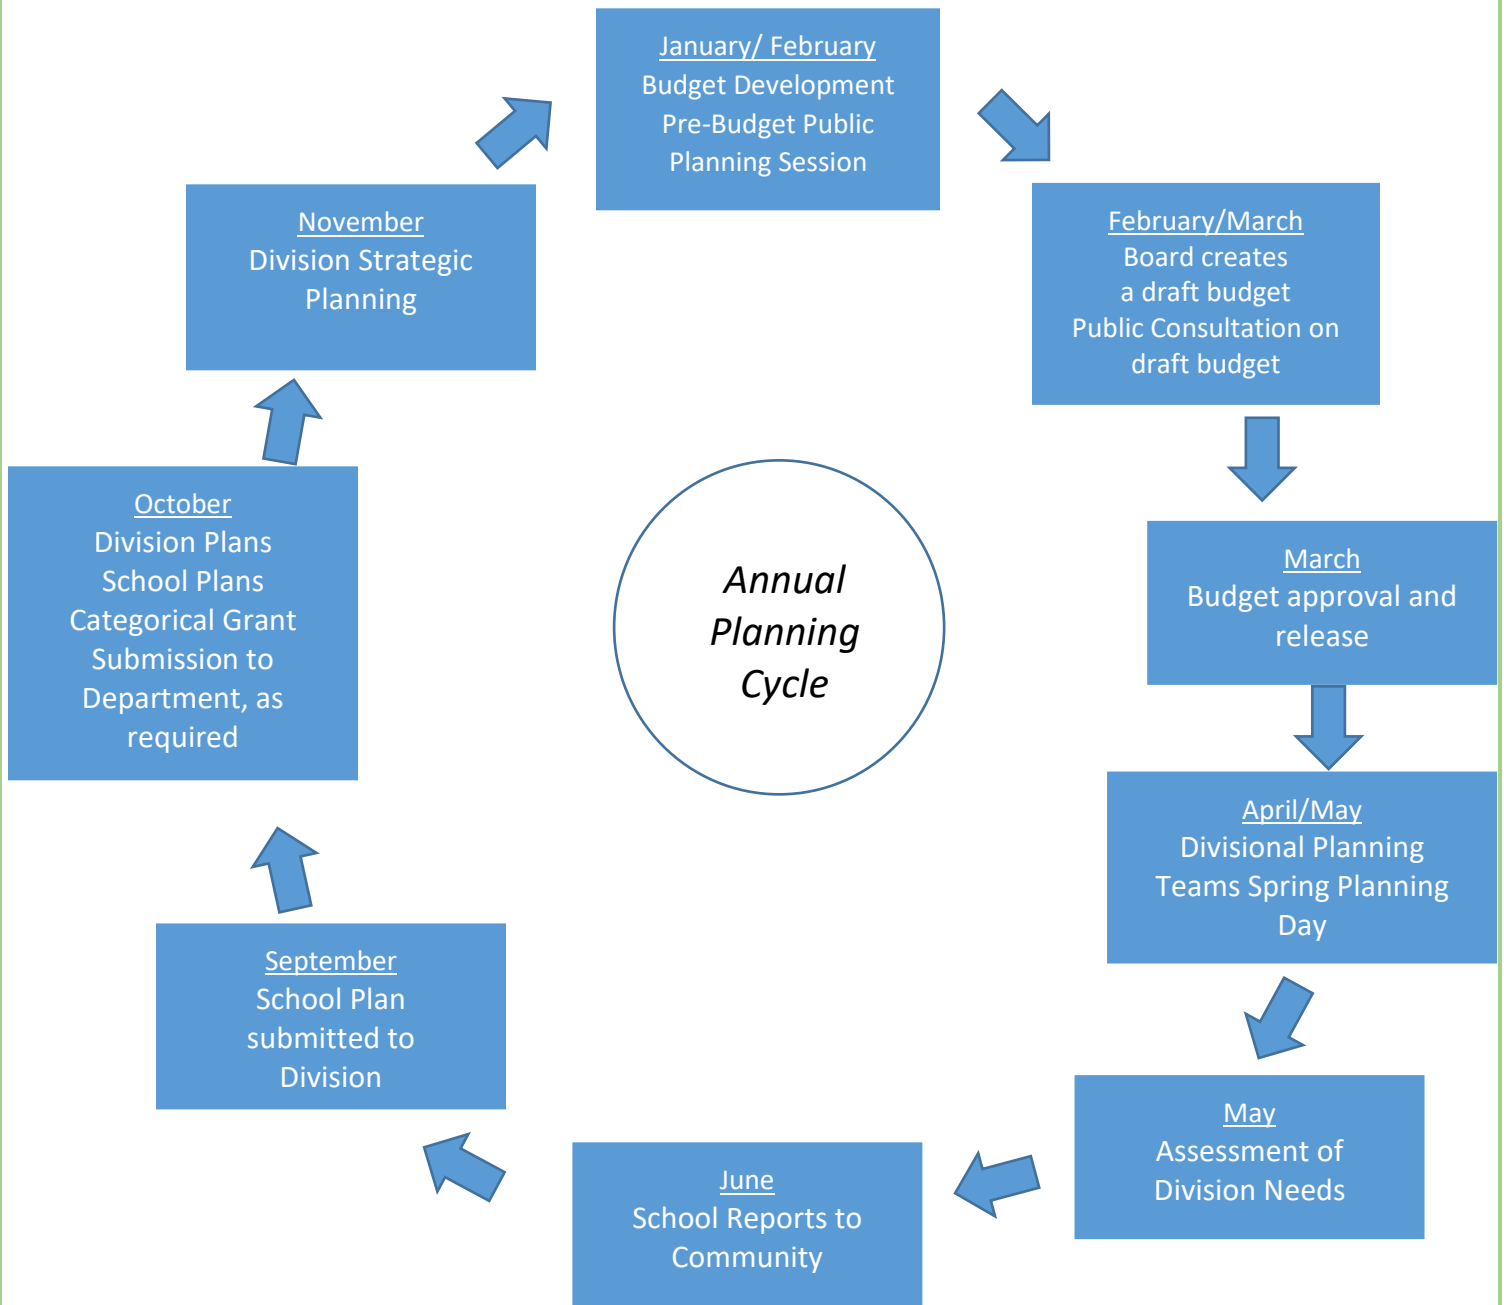 January/ February
Budget Development
Pre-Budget Public
Planning Session
February/March
Board creates
a draft budget
Public Consultation on
draft budget
March
Budget approval and
release
April/May
Divisional Planning
Teams Spring Planning
Day
May
Assessment of
Division Needs
June
School Reports to
Community
September
School Plan
submitted to
Division
October
Division Plans
School Plans
Categorical Grant
Submission to
Department, as
required
November
Division Strategic
Planning
Annual
Planning
Cycle